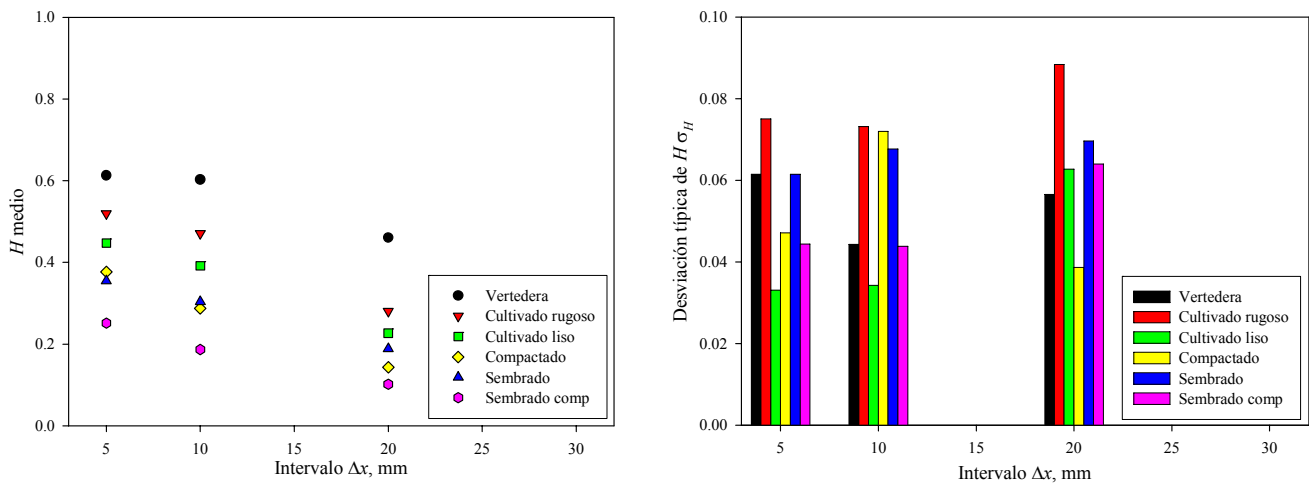 1.0
0.8
0.6
0.4
0.2
0.0
H medio
5 10 15 20 25 30
Intervalo Δx, mm
Vertedera
Cultivado rugoso
Cultivado liso
Compactado
Sembrado
Sembrado comp
0.10
0.08
0.06
0.04
0.02
0.00
Desviación típica de H σH
5 10 15 20 25 30
Intervalo Δx, mm
Vertedera
Cultivado rugoso
Cultivado liso
Compactado
Sembrado
Sembrado comp